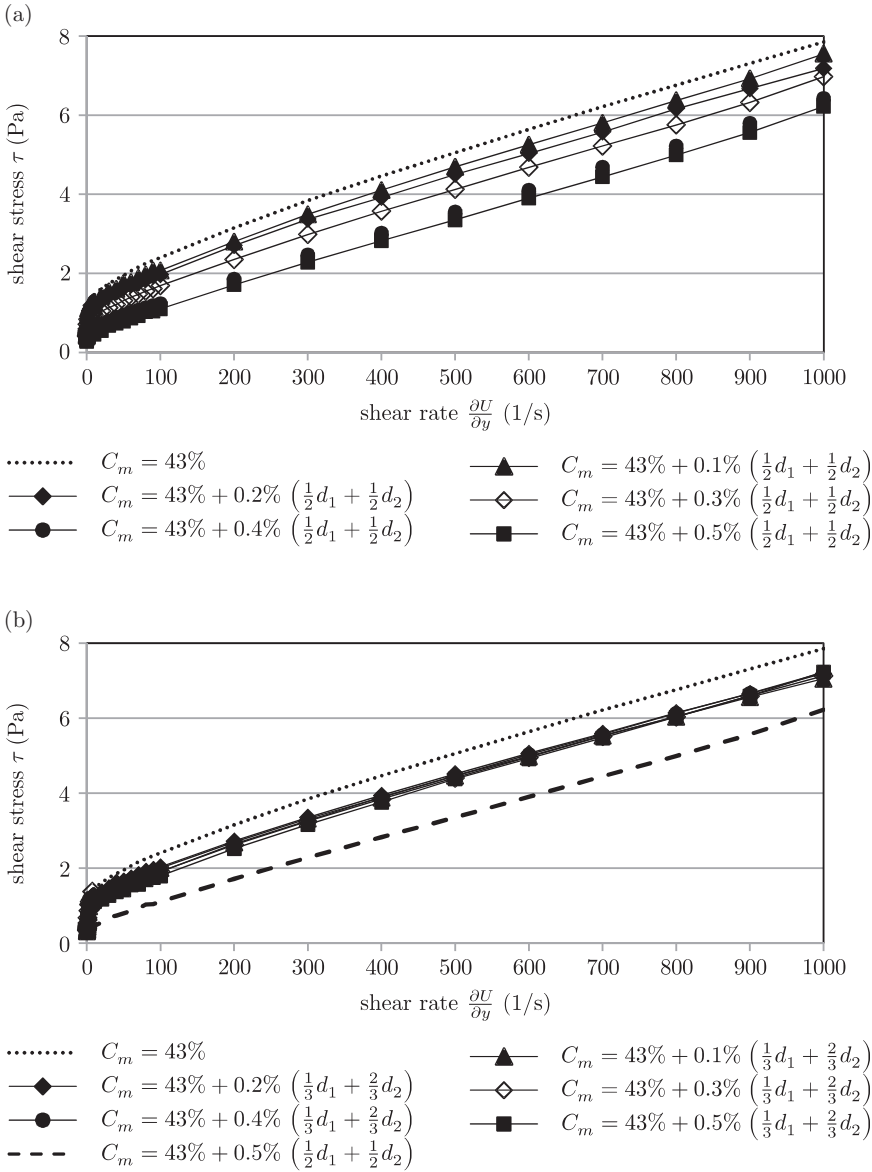 (a)
8
6
4
2
0
shear stress τ (Pa)
0 100 200 300 400 500 600 700 800 900 1000
shear rate ∂U/∂y (1/s)
C_m = 43%
C_m = 43% + 0.1% (1/2 d_1 + 1/2 d_2)
C_m = 43% + 0.2% (1/2 d_1 + 1/2 d_2)
C_m = 43% + 0.3% (1/2 d_1 + 1/2 d_2)
C_m = 43% + 0.4% (1/2 d_1 + 1/2 d_2)
C_m = 43% + 0.5% (1/2 d_1 + 1/2 d_2)
(b)
8
6
4
2
0
shear stress τ (Pa)
0 100 200 300 400 500 600 700 800 900 1000
shear rate ∂U/∂y (1/s)
C_m = 43%
C_m = 43% + 0.1% (1/3 d_1 + 2/3 d_2)
C_m = 43% + 0.2% (1/3 d_1 + 2/3 d_2)
C_m = 43% + 0.3% (1/3 d_1 + 2/3 d_2)
C_m = 43% + 0.4% (1/3 d_1 + 2/3 d_2)
C_m = 43% + 0.5% (1/3 d_1 + 2/3 d_2)
C_m = 43% + 0.5% (1/2 d_1 + 1/2 d_2)